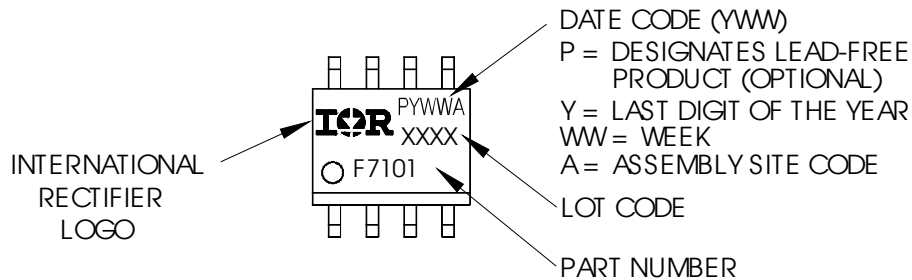 DATE CODE (YWW)
P = DESIGNATES LEAD-FREE
PRODUCT (OPTIONAL)
Y = LAST DIGIT OF THE YEAR
WW = WEEK
A = ASSEMBLY SITE CODE
LOT CODE
PART NUMBER
INTERNATIONAL
RECTIFIER
LOGO
PYWWA
IOR
XXXX
F7101